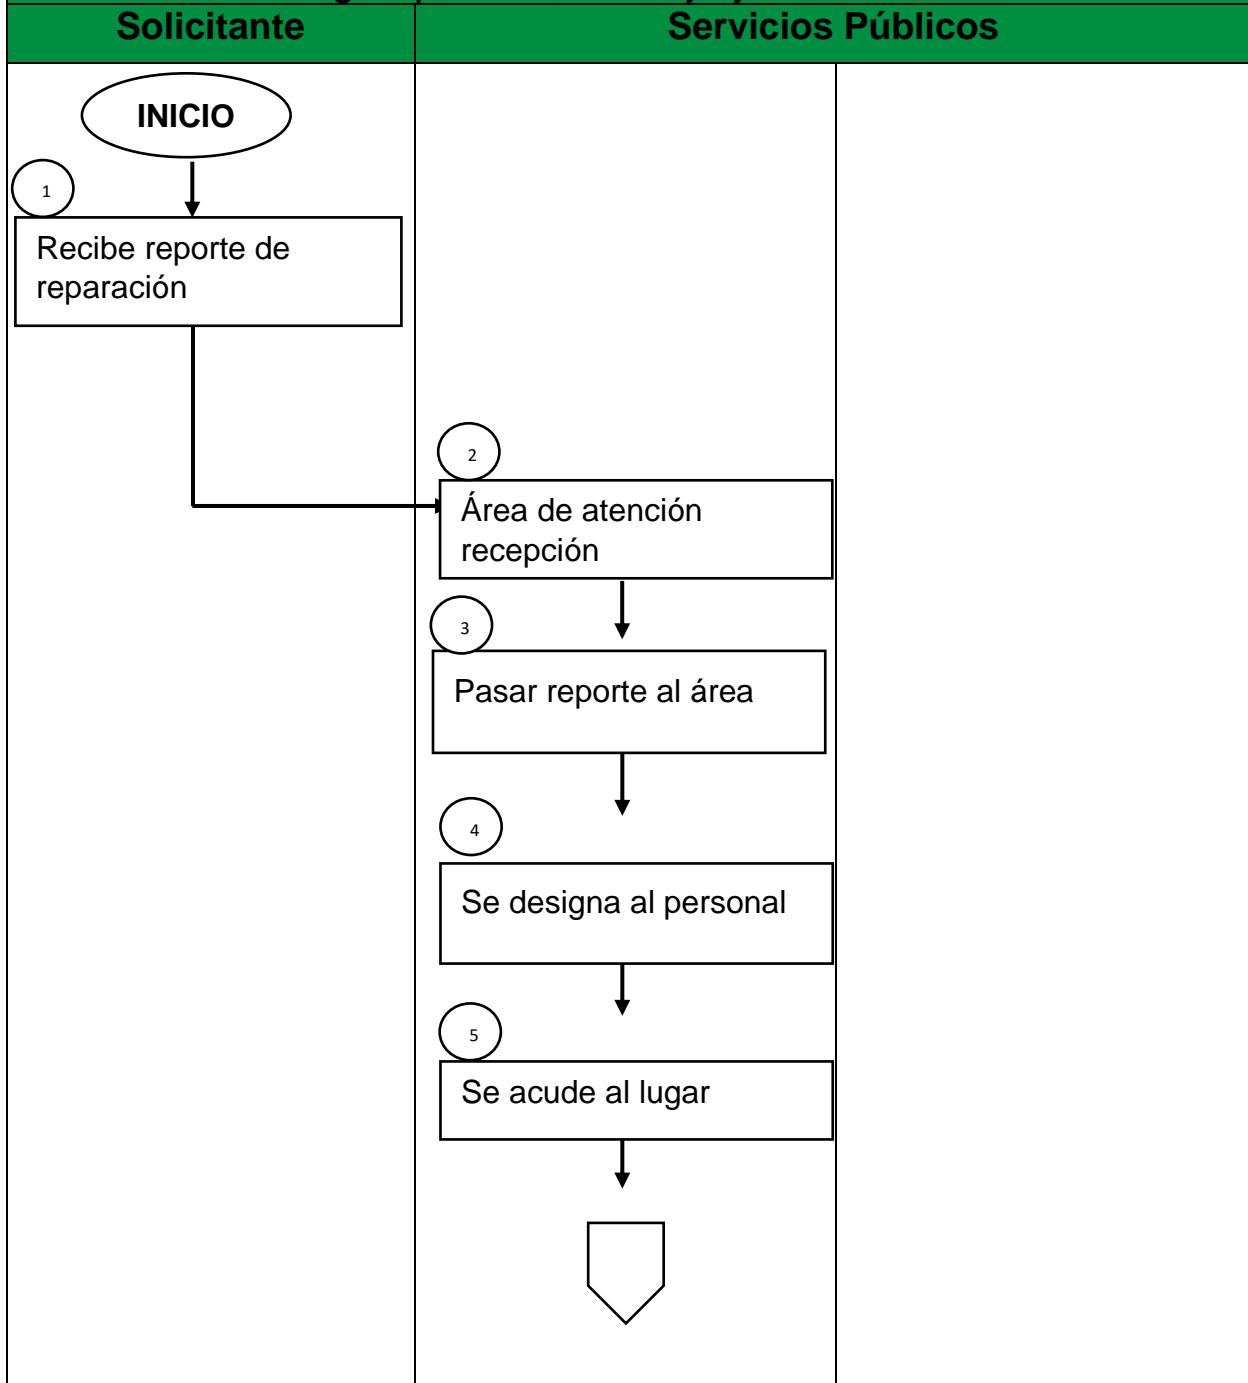 Solicitante
Servicios Públicos
INICIO
1
Recibe reporte de
reparación
2
Área de atención
recepción
3
Pasar reporte al área
4
Se designa al personal
5
Se acude al lugar